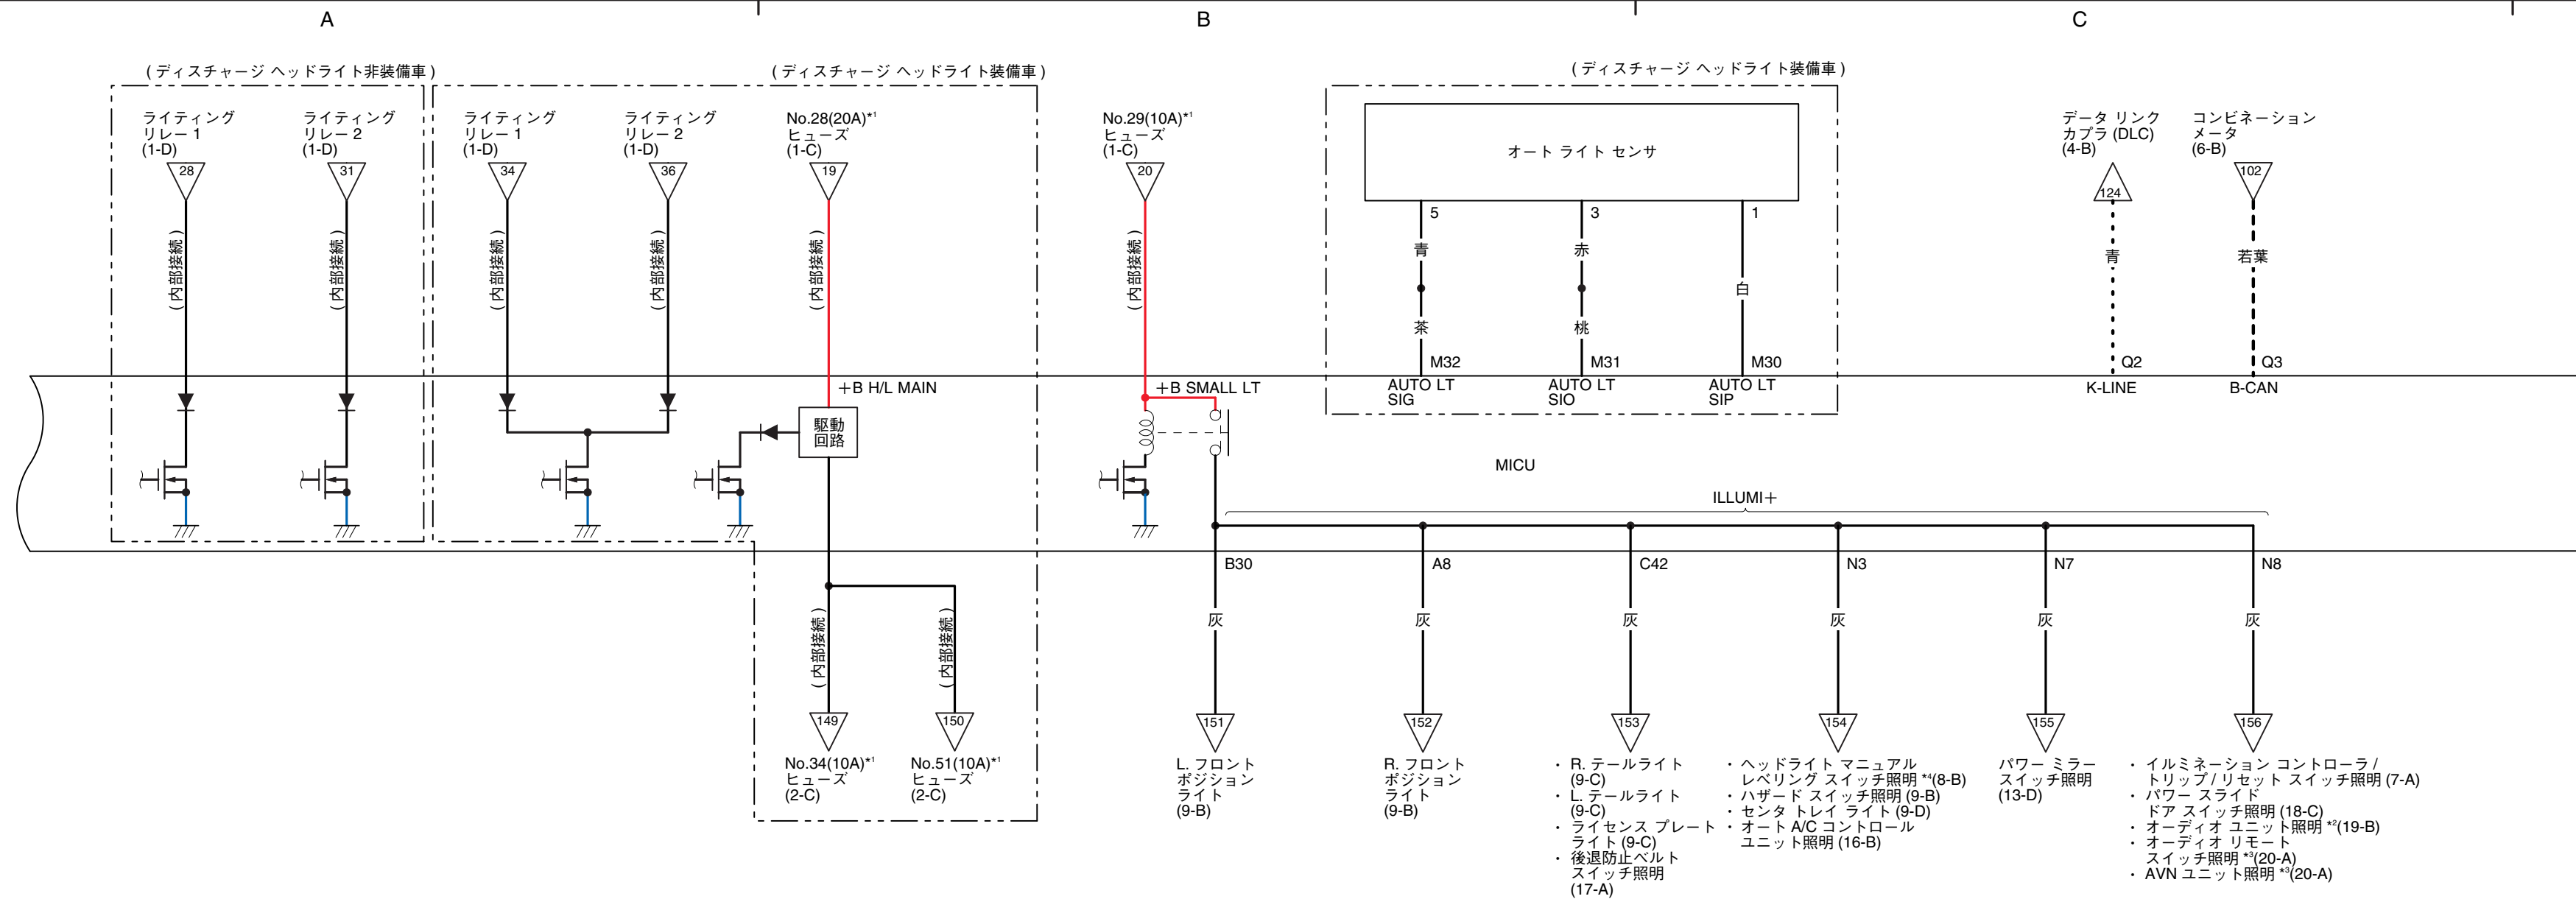 A
B
C
( ディスチャージ ヘッドライト非装備車 )
( ディスチャージ ヘッドライト装備車 )
( ディスチャージ ヘッドライト装備車 )
ライティング
リレー 1
(1-D)
28
( 内部接続 )
ライティング
リレー 2
(1-D)
31
( 内部接続 )
ライティング
リレー 1
(1-D)
34
( 内部接続 )
ライティング
リレー 2
(1-D)
36
( 内部接続 )
No.28(20A)*1
ヒューズ
(1-C)
19
( 内部接続 )
No.29(10A)*1
ヒューズ
(1-C)
20
( 内部接続 )
オート ライト センサ
5
3
1
青
赤
白
茶
桃
M32
M31
M30
AUTO LT
SIG
AUTO LT
SIO
AUTO LT
SIP
データ リンク
カプラ (DLC)
(4-B)
124
青
Q2
K-LINE
コンビネーション
メータ
(6-B)
102
若葉
Q3
B-CAN
+B H/L MAIN
駆動
回路
+B SMALL LT
MICU
ILLUMI+
B30
A8
C42
N3
N7
N8
灰
灰
灰
灰
灰
灰
( 内部接続 )
( 内部接続 )
149
150
151
152
153
154
155
156
No.34(10A)*1
ヒューズ
(2-C)
No.51(10A)*1
ヒューズ
(2-C)
L. フロント
ポジション
ライト
(9-B)
R. フロント
ポジション
ライト
(9-B)
・ R. テールライト
(9-C)
・ L. テールライト
(9-C)
・ ライセンス プレート
ライト (9-C)
・ 後退防止ベルト
スイッチ照明
(17-A)
・ ヘッドライト マニュアル
レベリング スイッチ照明 *4(8-B)
・ ハザード スイッチ照明 (9-B)
・ センタ トレイ ライト (9-D)
・ オート A/C コントロール
ユニット照明 (16-B)
パワー ミラー
スイッチ照明
(13-D)
・ イルミネーション コントローラ /
トリップ / リセット スイッチ照明 (7-A)
・ パワー スライド
ドア スイッチ照明 (18-C)
・ オーディオ ユニット照明 *2(19-B)
・ オーディオ リモート
スイッチ照明 *3(20-A)
・ AVN ユニット照明 *3(20-A)